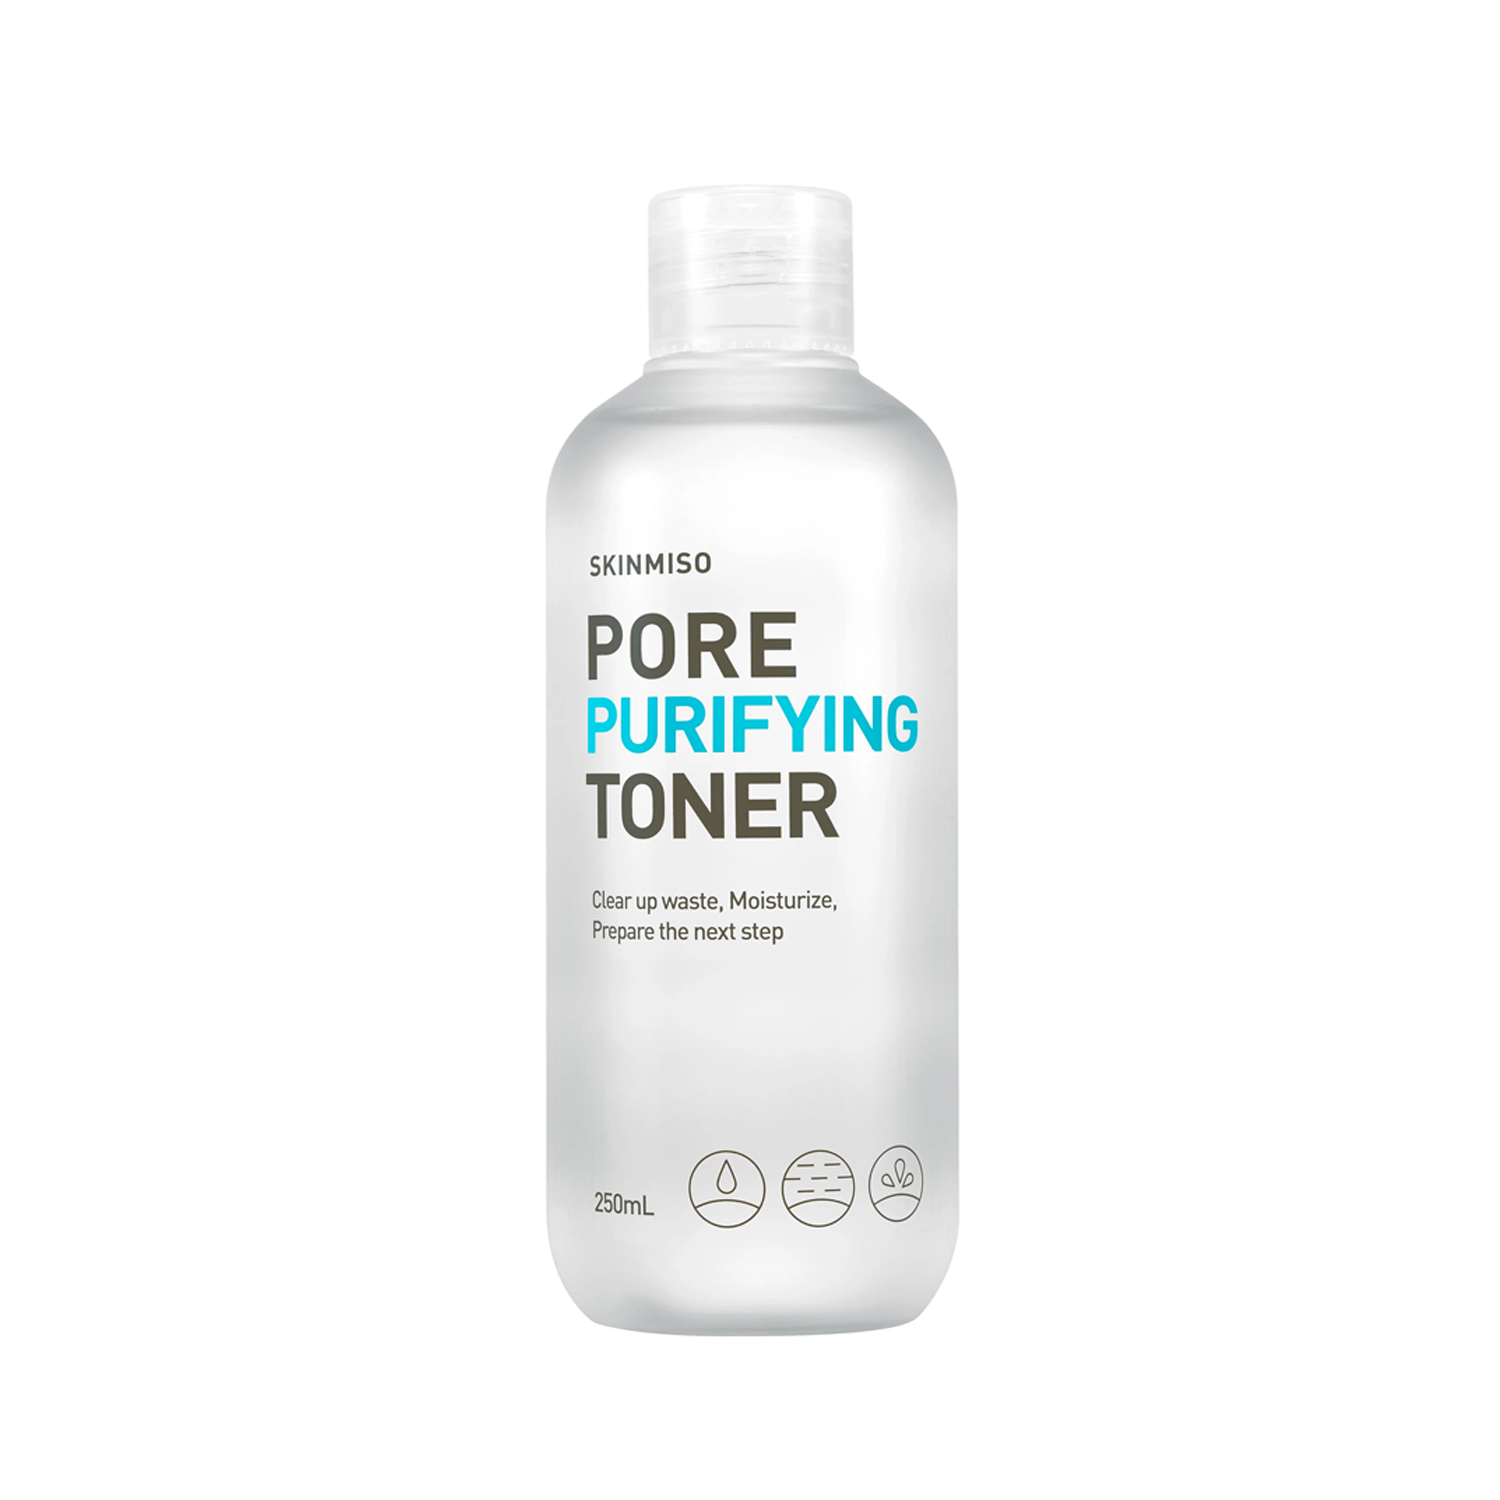 SKINMISO
PORE
PURIFYING
TONER
Clear up waste, Moisturize,
Prepare the next step
250mL